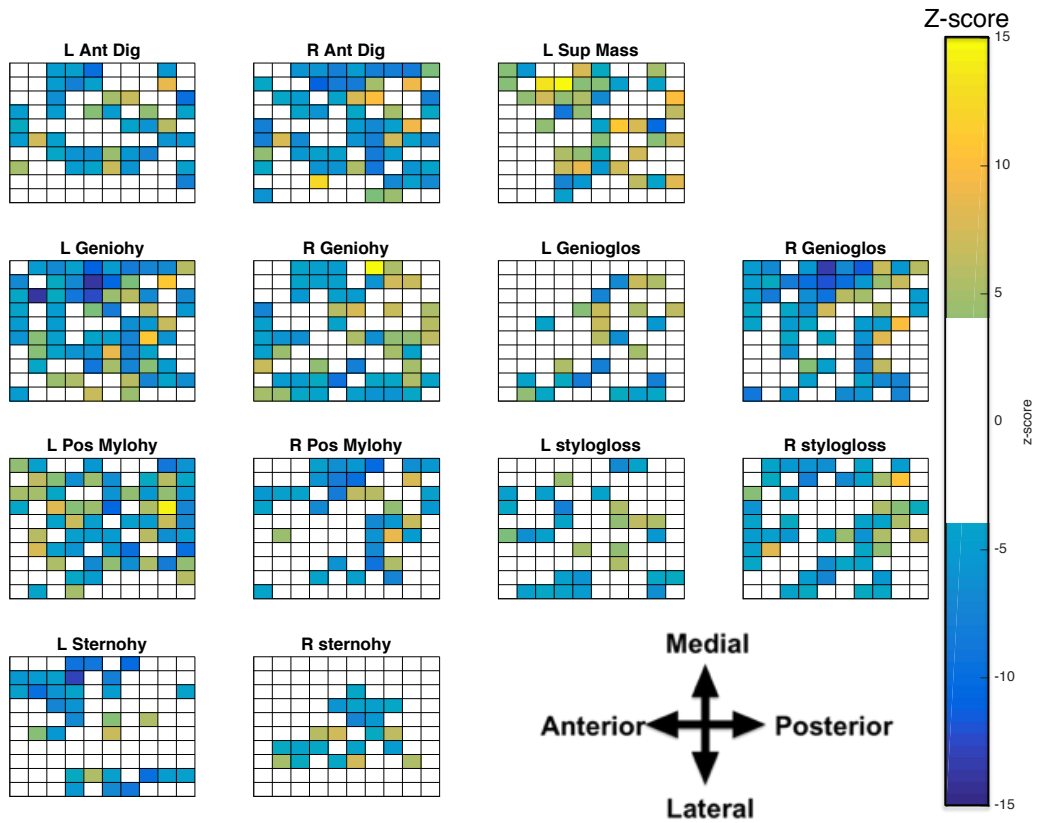 Z-score
L Ant Dig R Ant Dig L Sup Mass
15
10
L Geniohy R Geniohy L Genioglos R Genioglos
5
0
z-score
L Pos Mylohy R Pos Mylohy L stylogloss R stylogloss
-5
L Sternohy R sternohy
Medial
-10
Anterior Posterior
Lateral
-15